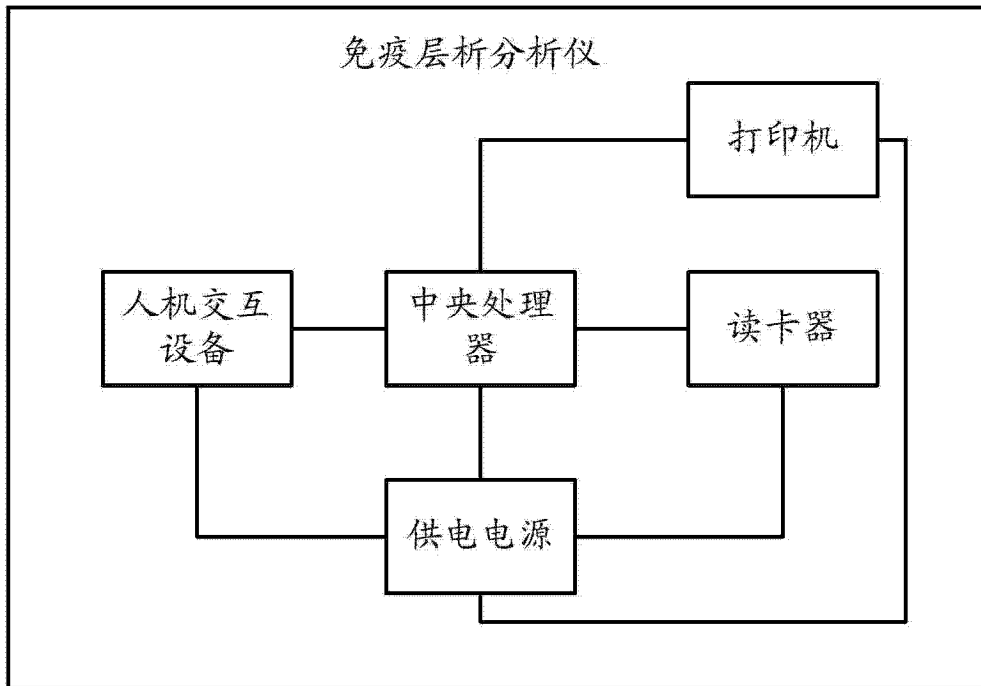 免疫层析分析仪
打印机
人机交互
设备
中央处理
器
读卡器
供电电源